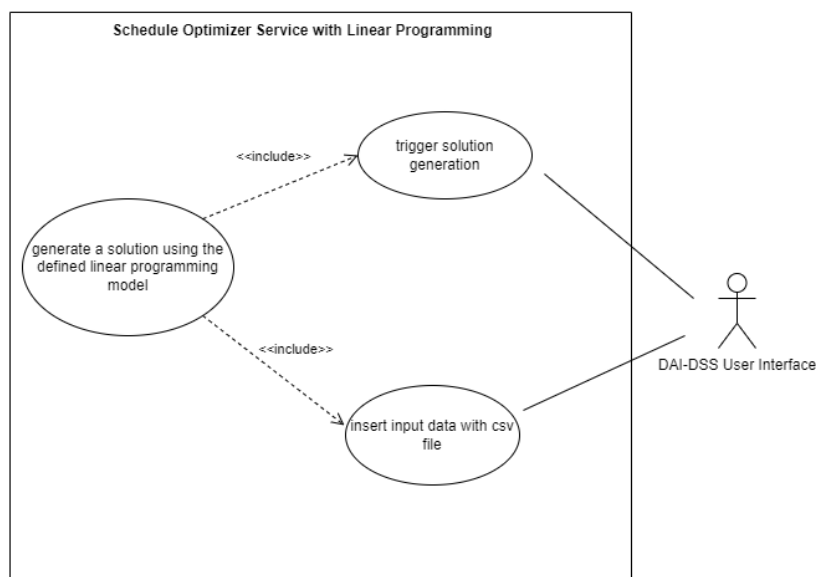 Schedule Optimizer Service with Linear Programming
trigger solution
generation
<<include>>
generate a solution using the
defined linear programming
model
<<include>>
DAI-DSS User Interface
insert input data with csv
file